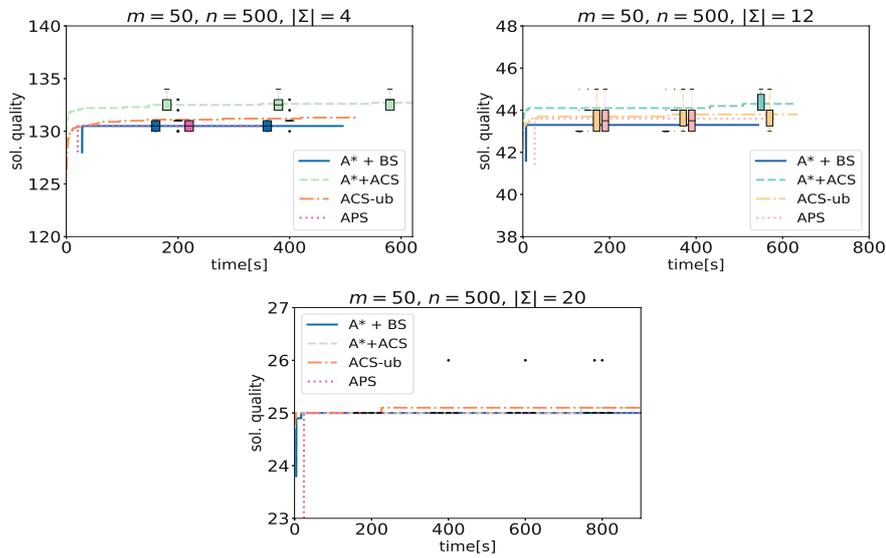 m = 50, n = 500, |Σ| = 4
140
135
130
125
120
sol. quality
0 200 400 600
time[s]
A* + BS
A*+ACS
ACS-ub
APS
m = 50, n = 500, |Σ| = 12
48
46
44
42
40
38
sol. quality
0 200 400 600 800
time[s]
A* + BS
A*+ACS
ACS-ub
APS
m = 50, n = 500, |Σ| = 20
27
26
25
24
23
sol. quality
0 200 400 600 800
time[s]
A* + BS
A*+ACS
ACS-ub
APS